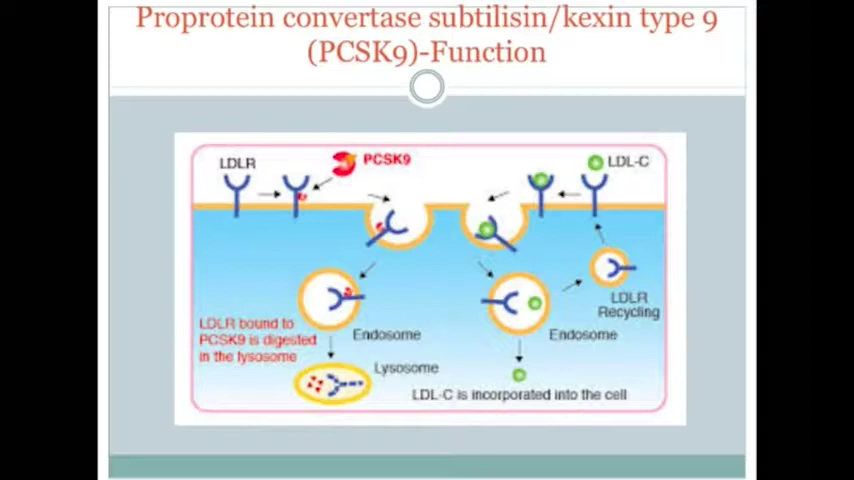 Proprotein convertase subtilisin/kexin type 9
(PCSK9)-Function
LDLR
PCSK9
LDL-C
LDLR bound to
PCSK9 is digested
in the lysosome
Endosome
Lysosome
Endosome
LDLR
Recycling
LDL-C is incorporated into the cell